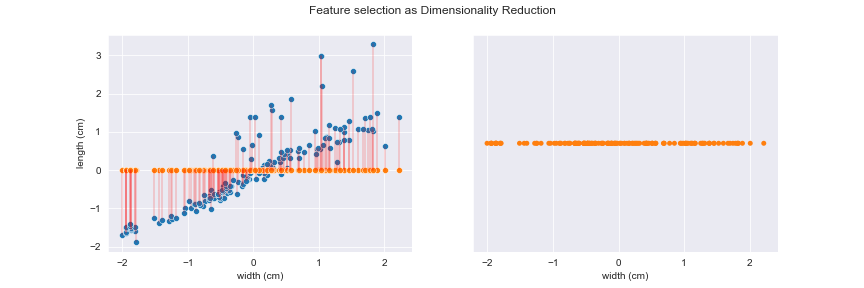 Feature selection as Dimensionality Reduction
length (cm)
3
2
1
0
−1
−2
−2 −1 0 1 2
width (cm)
−2 −1 0 1 2
width (cm)